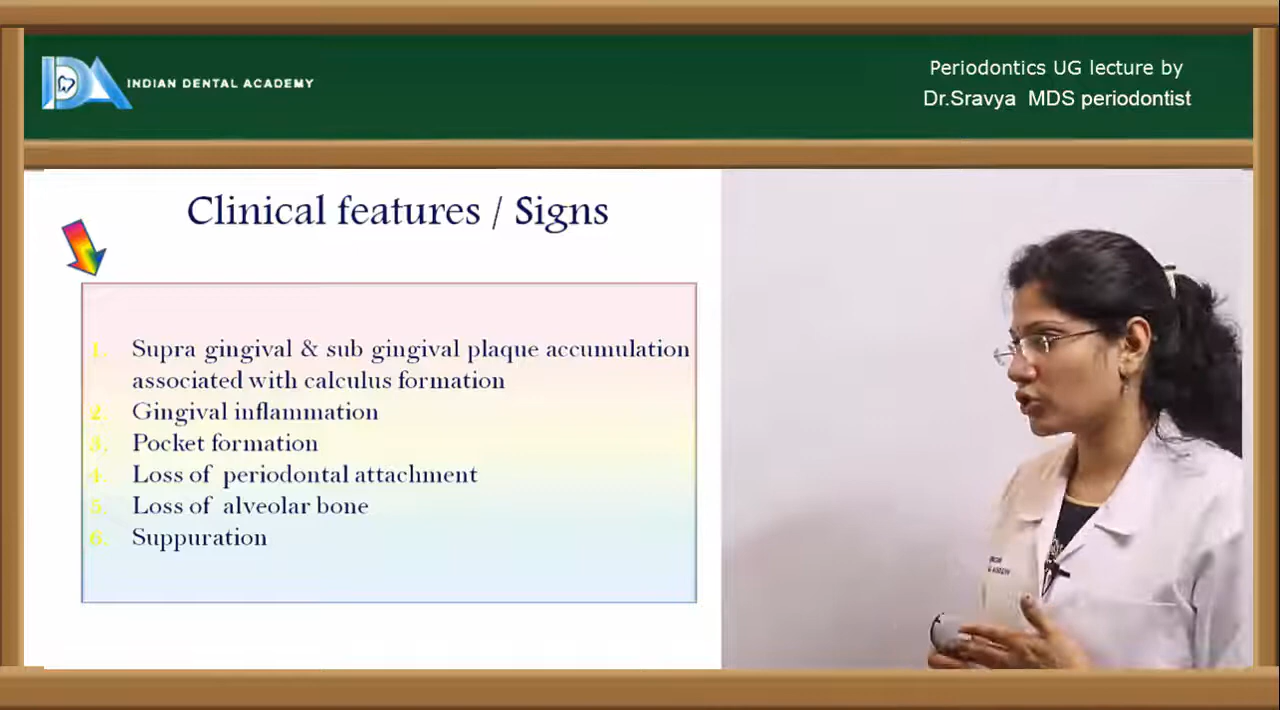 IDA
INDIAN DENTAL ACADEMY
Periodontics UG lecture by
Dr.Sravya MDS periodontist
Clinical features / Signs
1. Supra gingival & sub gingival plaque accumulation
associated with calculus formation
2. Gingival inflammation
3. Pocket formation
4. Loss of periodontal attachment
5. Loss of alveolar bone
6. Suppuration